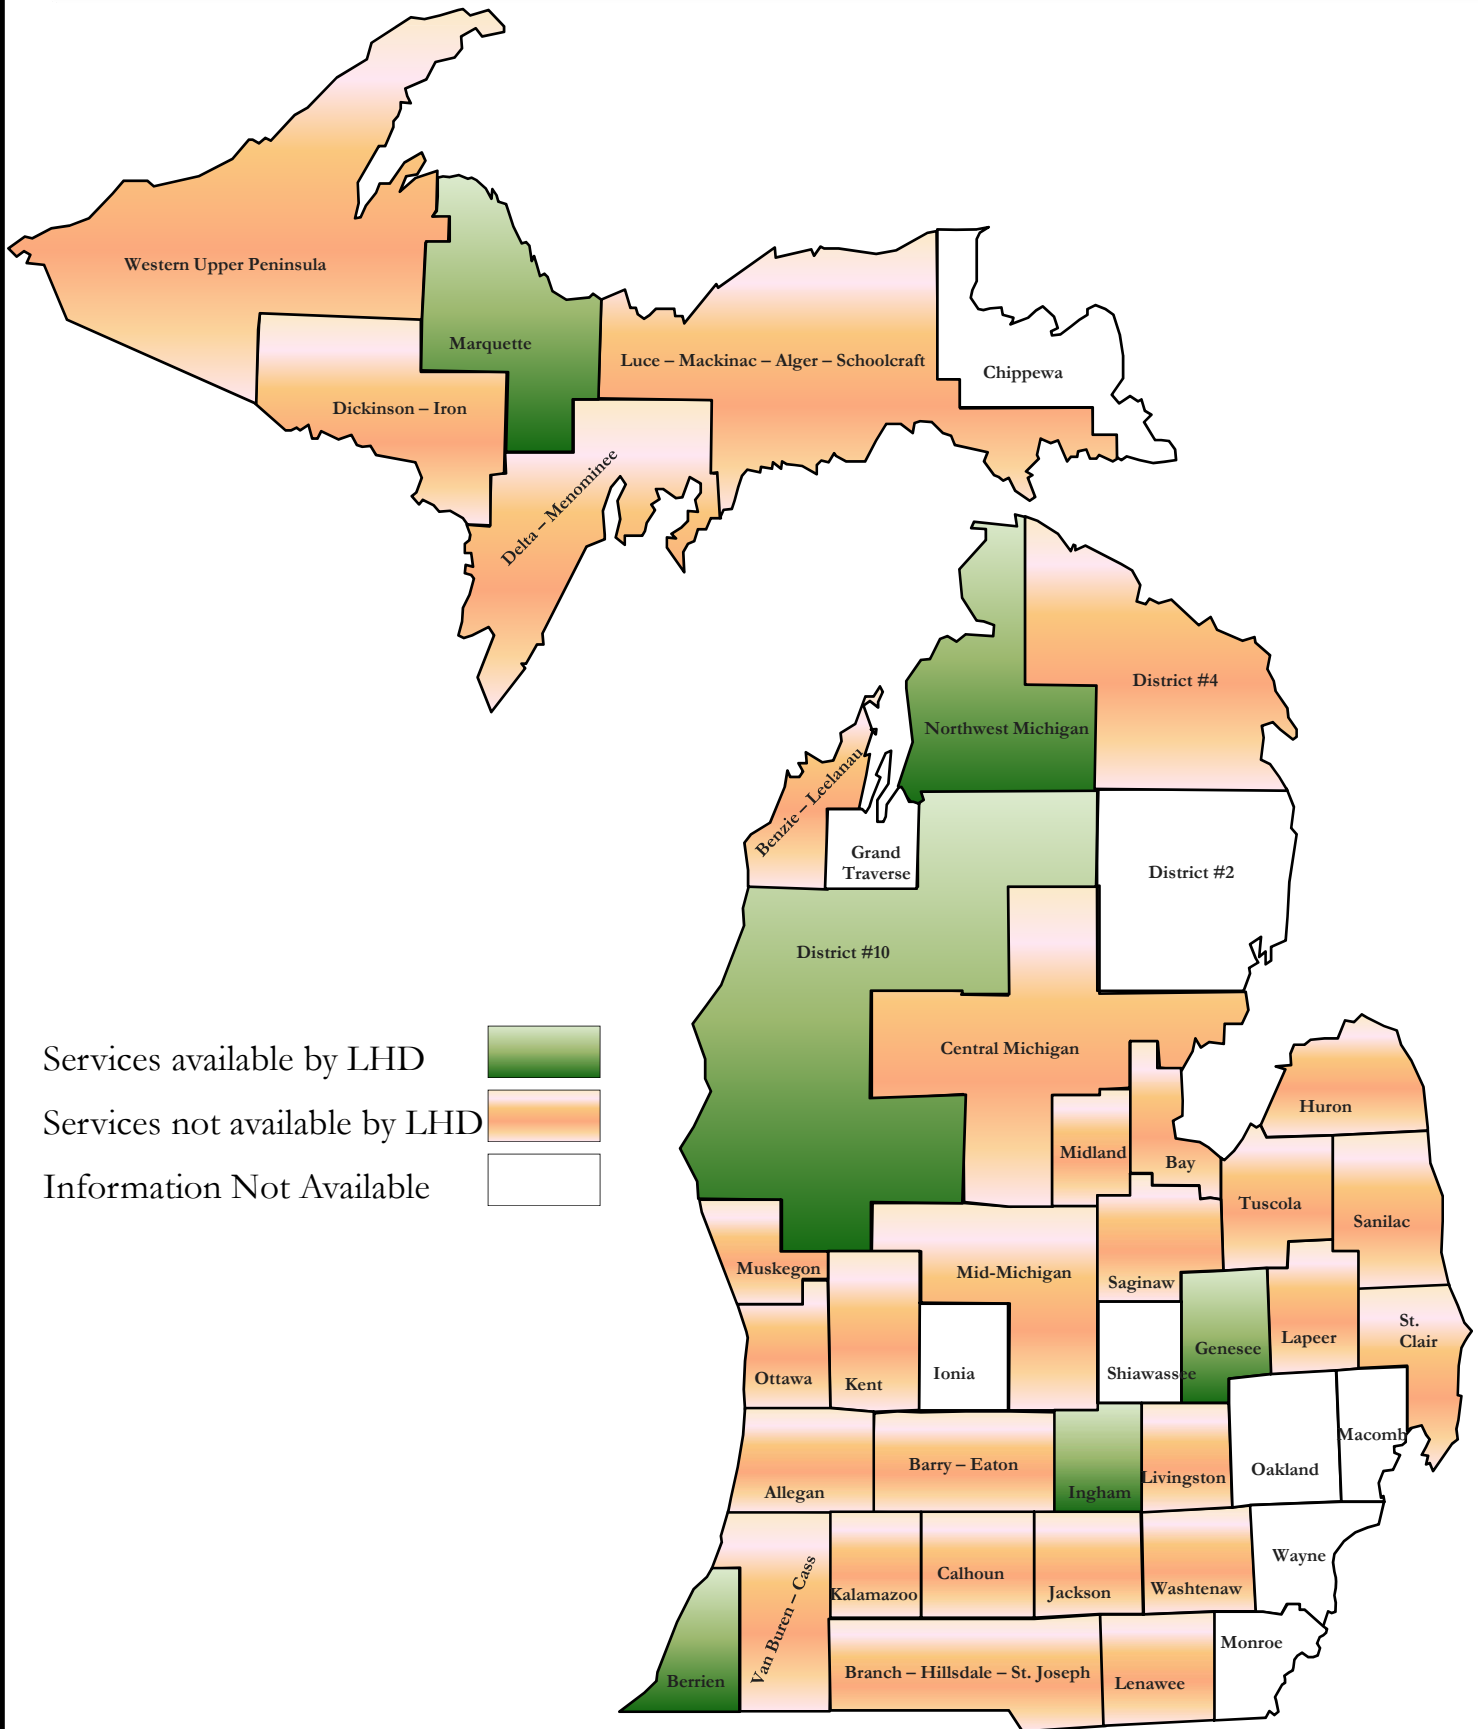 Western Upper Peninsula
Marquette
Luce – Mackinac – Alger – Schoolcraft
Chippewa
Dickinson – Iron
Delta – Menominee
District #4
Northwest Michigan
Benzie – Leelanau
Grand
Traverse
District #2
District #10
Central Michigan
Services available by LHD
Services not available by LHD
Information Not Available
Huron
Midland
Bay
Tuscola
Sanilac
Muskegon
Mid-Michigan
Saginaw
St.
Clair
Lapeer
Genesee
Ottawa
Kent
Ionia
Shiawassee
Macomb
Oakland
Barry – Eaton
Livingston
Allegan
Ingham
Wayne
Calhoun
Kalamazoo
Jackson
Washtenaw
Van Buren – Cass
Monroe
Branch – Hillsdale – St. Joseph
Lenawee
Berrien